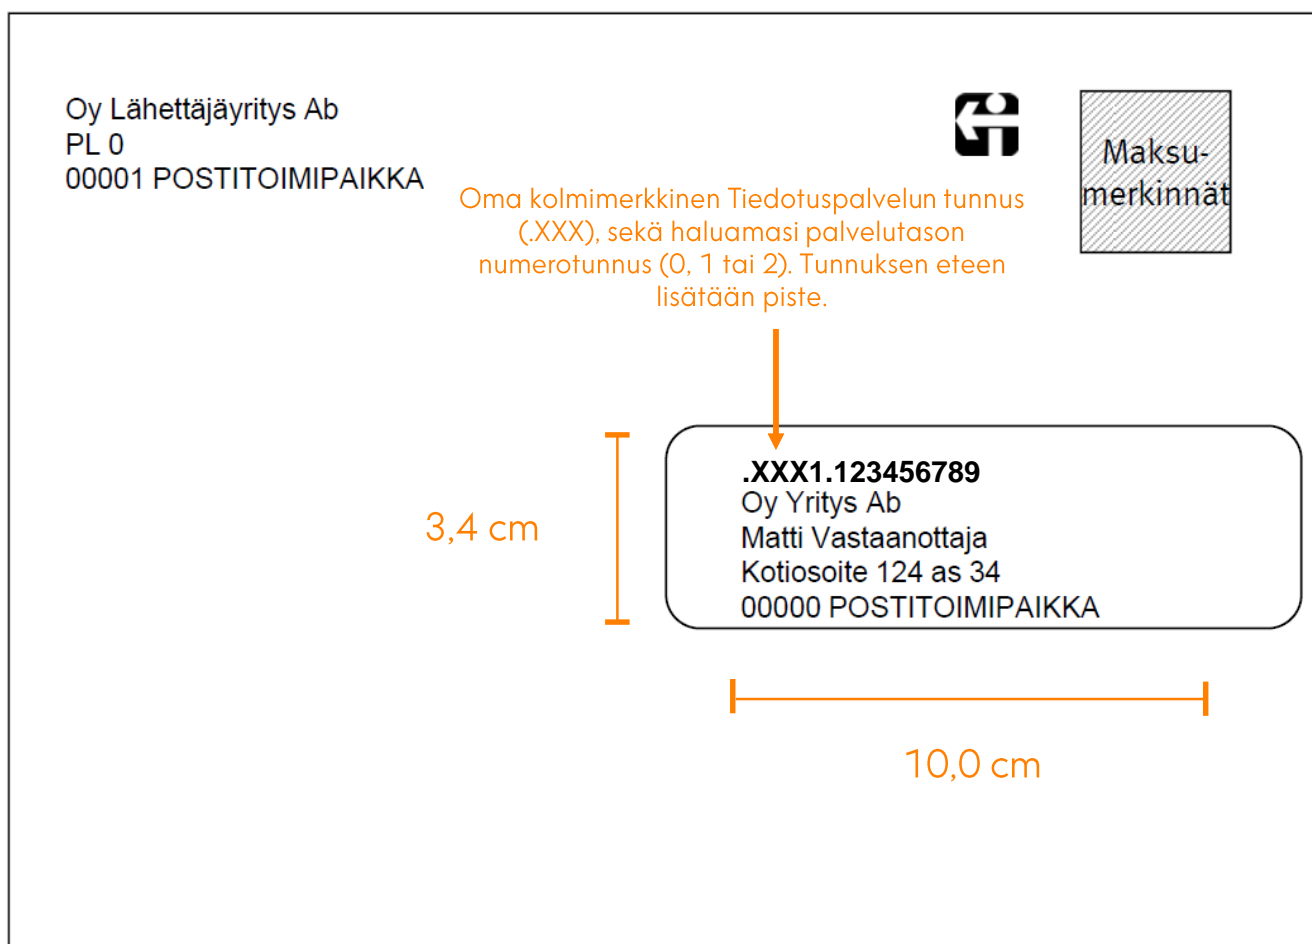 Oy Lähettäjäyritys Ab
PL 0
00001 POSTITOIMIPAIKKA
Maksu-
merkinnät
Oma kolmimerkkinen Tiedotuspalvelun tunnus
(.XXX), sekä haluamasi palvelutason
numerotunnus (0, 1 tai 2). Tunnuksen eteen
lisätään piste.
3,4 cm
.XXX1.123456789
Oy Yritys Ab
Matti Vastaanottaja
Kotiosoite 124 as 34
00000 POSTITOIMIPAIKKA
10,0 cm